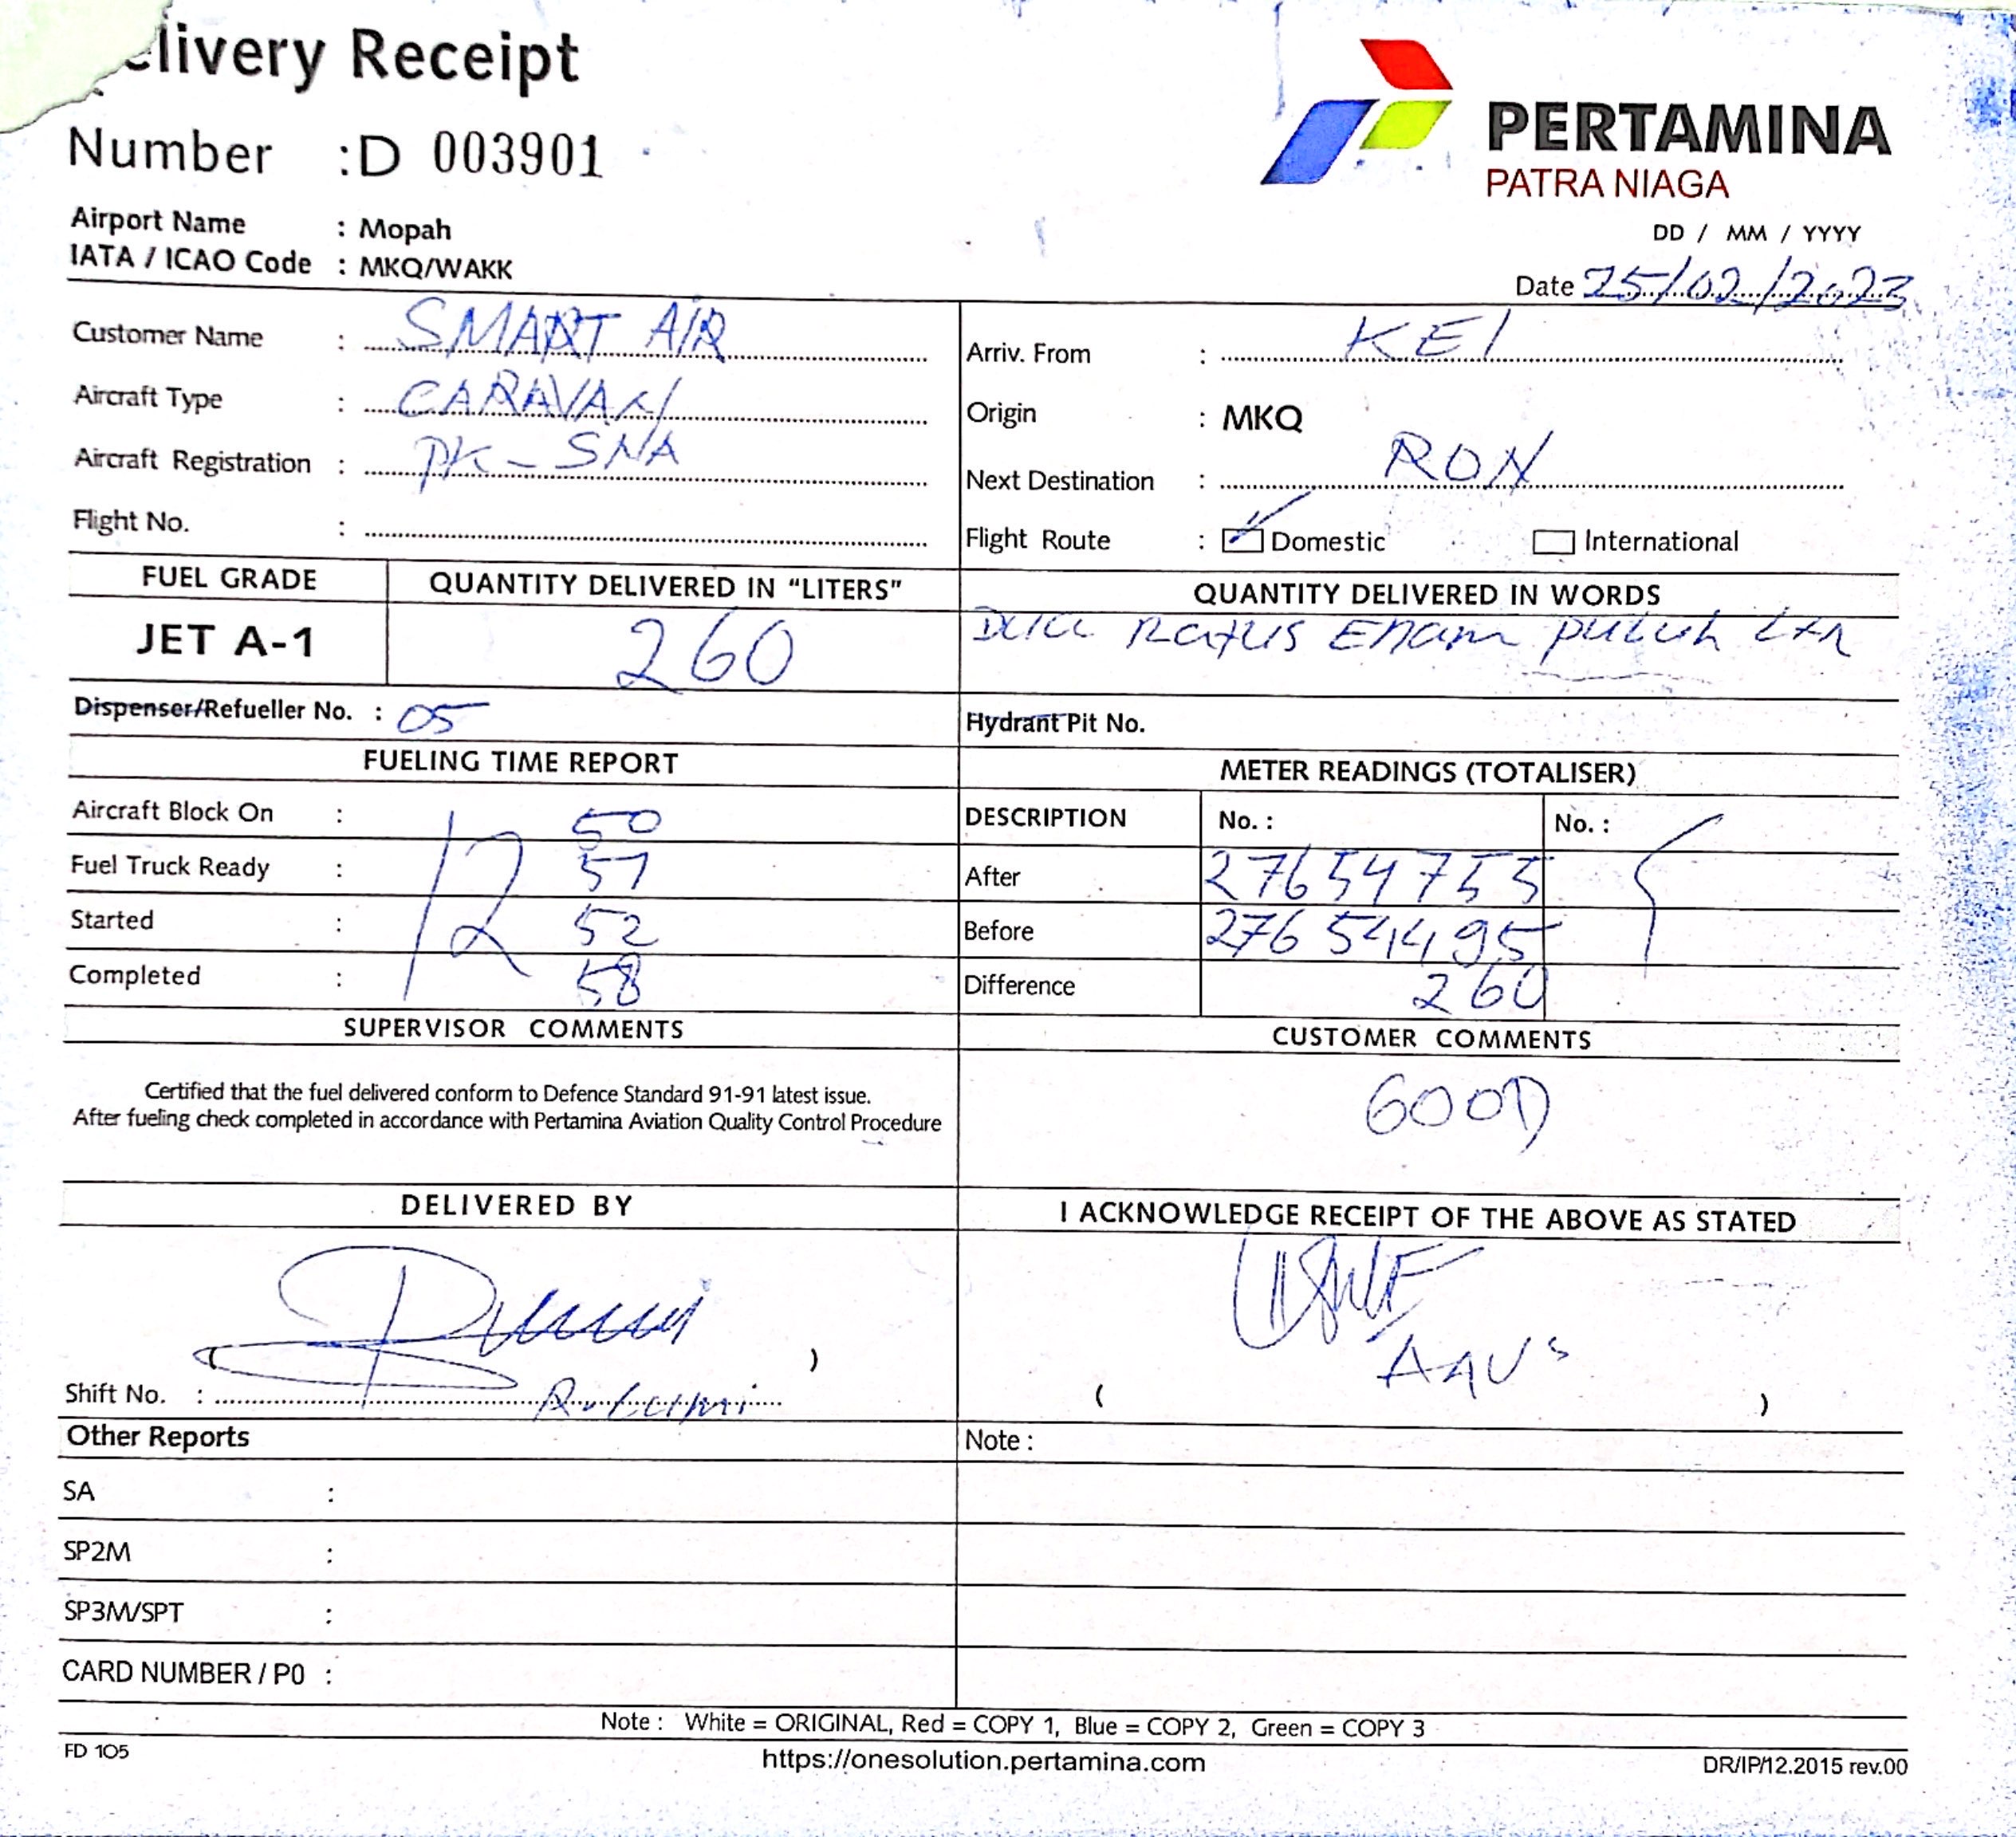 elivery Receipt
Number : D 003901
PERTAMINA
PATRA NIAGA
Airport Name : Mopah
IATA / ICAO Code : MKQ/WAKK
DD / MM / YYYY
Date 25/02/2023
Customer Name : SMART AIR
Aircraft Type : CARAVAN
Aircraft Registration : PK-SNA
Flight No. :
Arriv. From : KEI
Origin : MKQ
Next Destination : RON
Flight Route : Domestic International
FUEL GRADE QUANTITY DELIVERED IN "LITERS" QUANTITY DELIVERED IN WORDS
JET A-1 260 Dua Ratus Enam puluh Ltr
Dispenser/Refueller No. : 05 Hydrant Pit No.
FUELING TIME REPORT
Aircraft Block On : 12 50
Fuel Truck Ready : 51
Started : 52
Completed : 58
METER READINGS (TOTALISER)
DESCRIPTION No. : No. :
After 27654755
Before 27654495
Difference 260
SUPERVISOR COMMENTS
Certified that the fuel delivered conform to Defence Standard 91-91 latest issue.
After fueling check completed in accordance with Pertamina Aviation Quality Control Procedure
CUSTOMER COMMENTS
GOOD
DELIVERED BY
( )
Shift No. :
I ACKNOWLEDGE RECEIPT OF THE ABOVE AS STATED
( )
Other Reports
SA :
SP2M :
SP3M/SPT :
CARD NUMBER / P0 :
Note :
Note : White = ORIGINAL, Red = COPY 1, Blue = COPY 2, Green = COPY 3
FD 105 https://onesolution.pertamina.com DR/IP/12.2015 rev.00